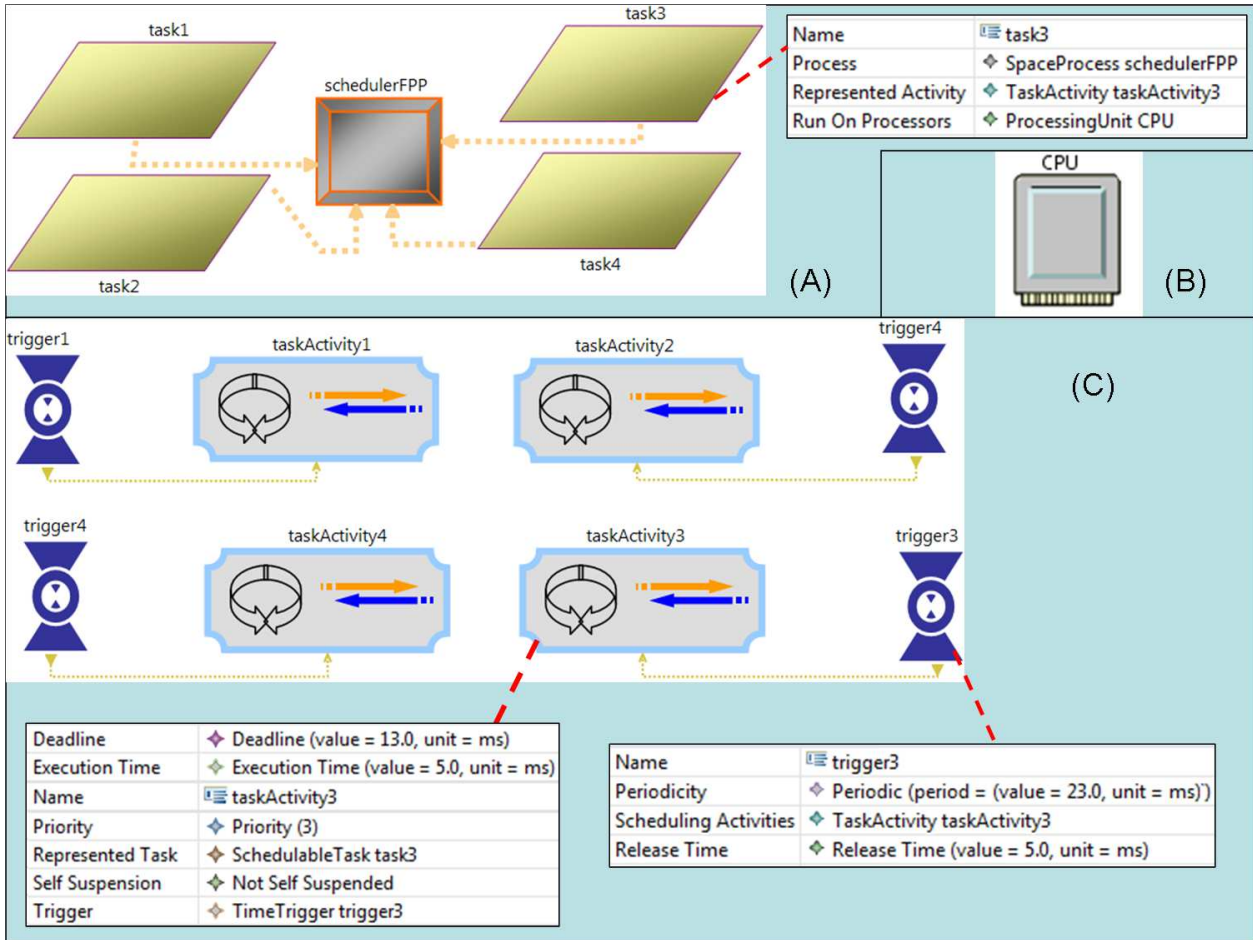 task1
task3
schedulerFPP
task2
task4
(A)
Name task3
Process SpaceProcess schedulerFPP
Represented Activity TaskActivity taskActivity3
Run On Processors ProcessingUnit CPU
CPU
(B)
trigger1
taskActivity1
taskActivity2
trigger4
(C)
trigger4
taskActivity4
taskActivity3
trigger3
Deadline Deadline (value = 13.0, unit = ms)
Execution Time Execution Time (value = 5.0, unit = ms)
Name taskActivity3
Priority Priority (3)
Represented Task SchedulableTask task3
Self Suspension Not Self Suspended
Trigger TimeTrigger trigger3
Name trigger3
Periodicity Periodic (period = (value = 23.0, unit = ms)`)
Scheduling Activities TaskActivity taskActivity3
Release Time Release Time (value = 5.0, unit = ms)